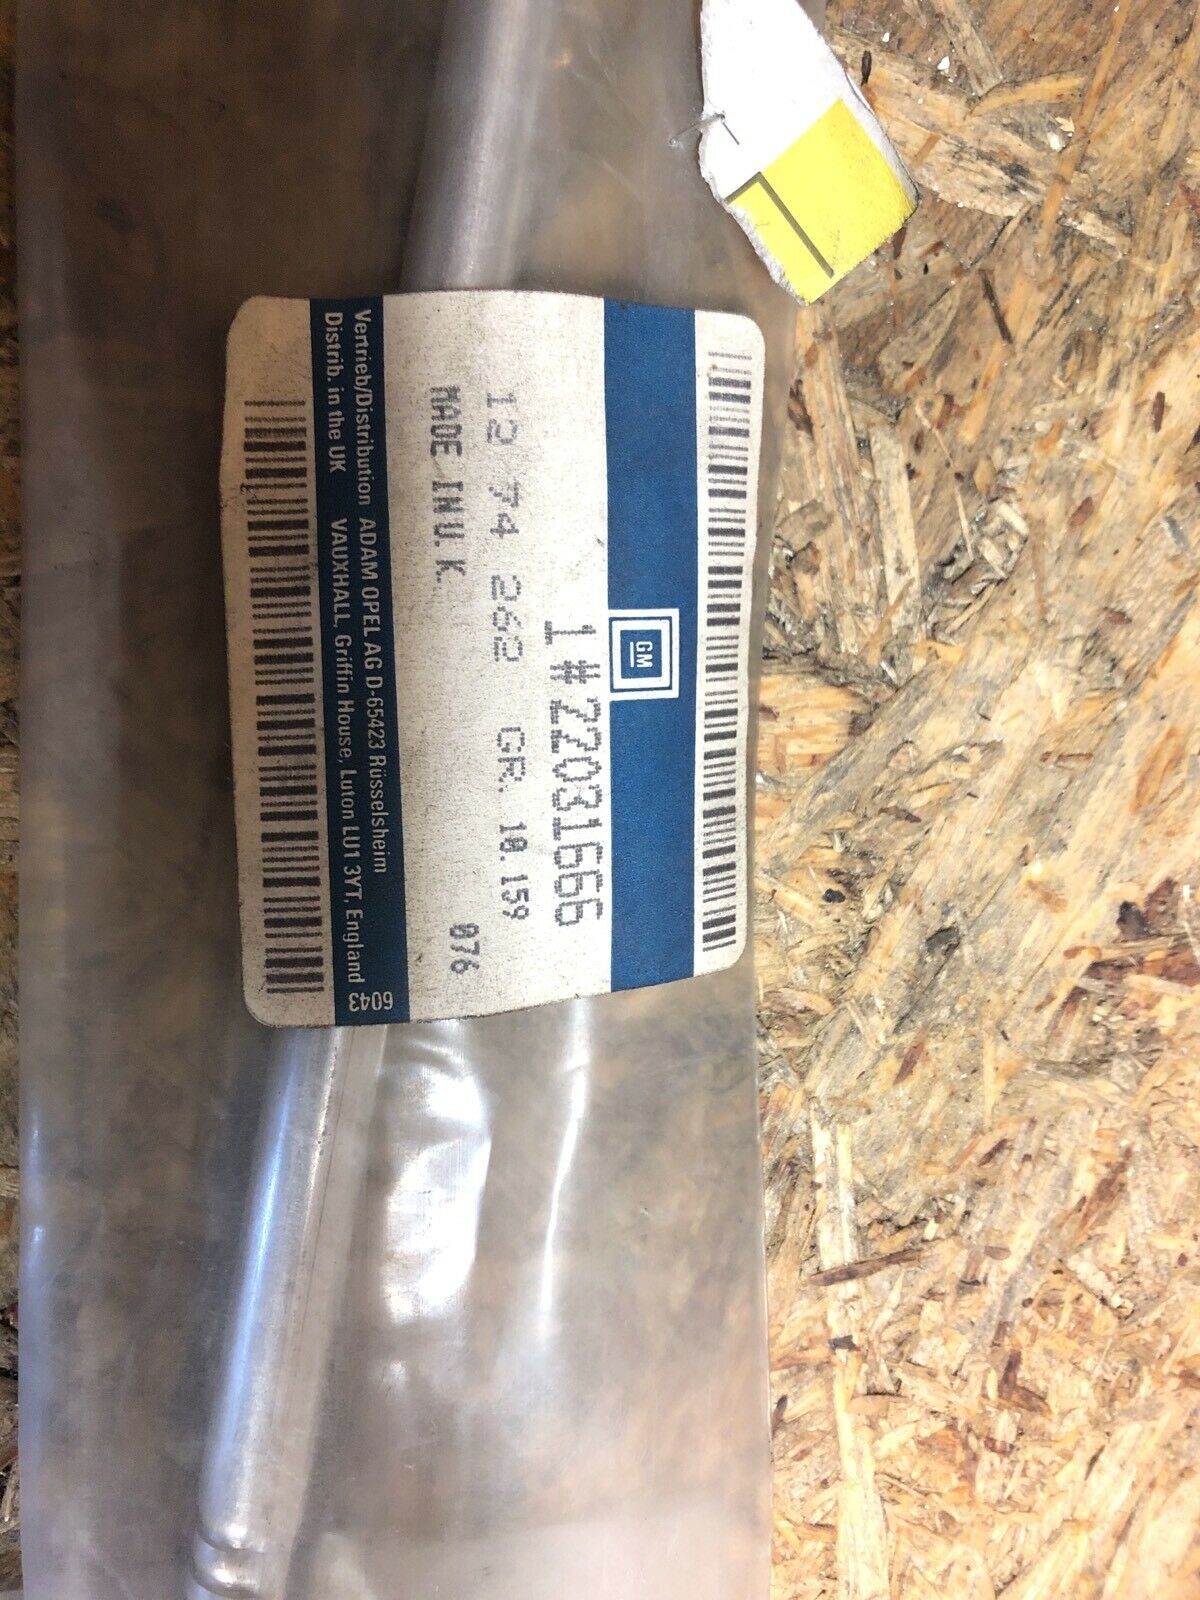 GM
1#22031666
12 74 262 GR. 10.159
MADE IN U.K. 076
Vertrieb/Distribution ADAM OPEL AG D-65423 Rüsselsheim
Distrib. in the UK VAUXHALL, Griffin House, Luton LU1 3YT, England
6043